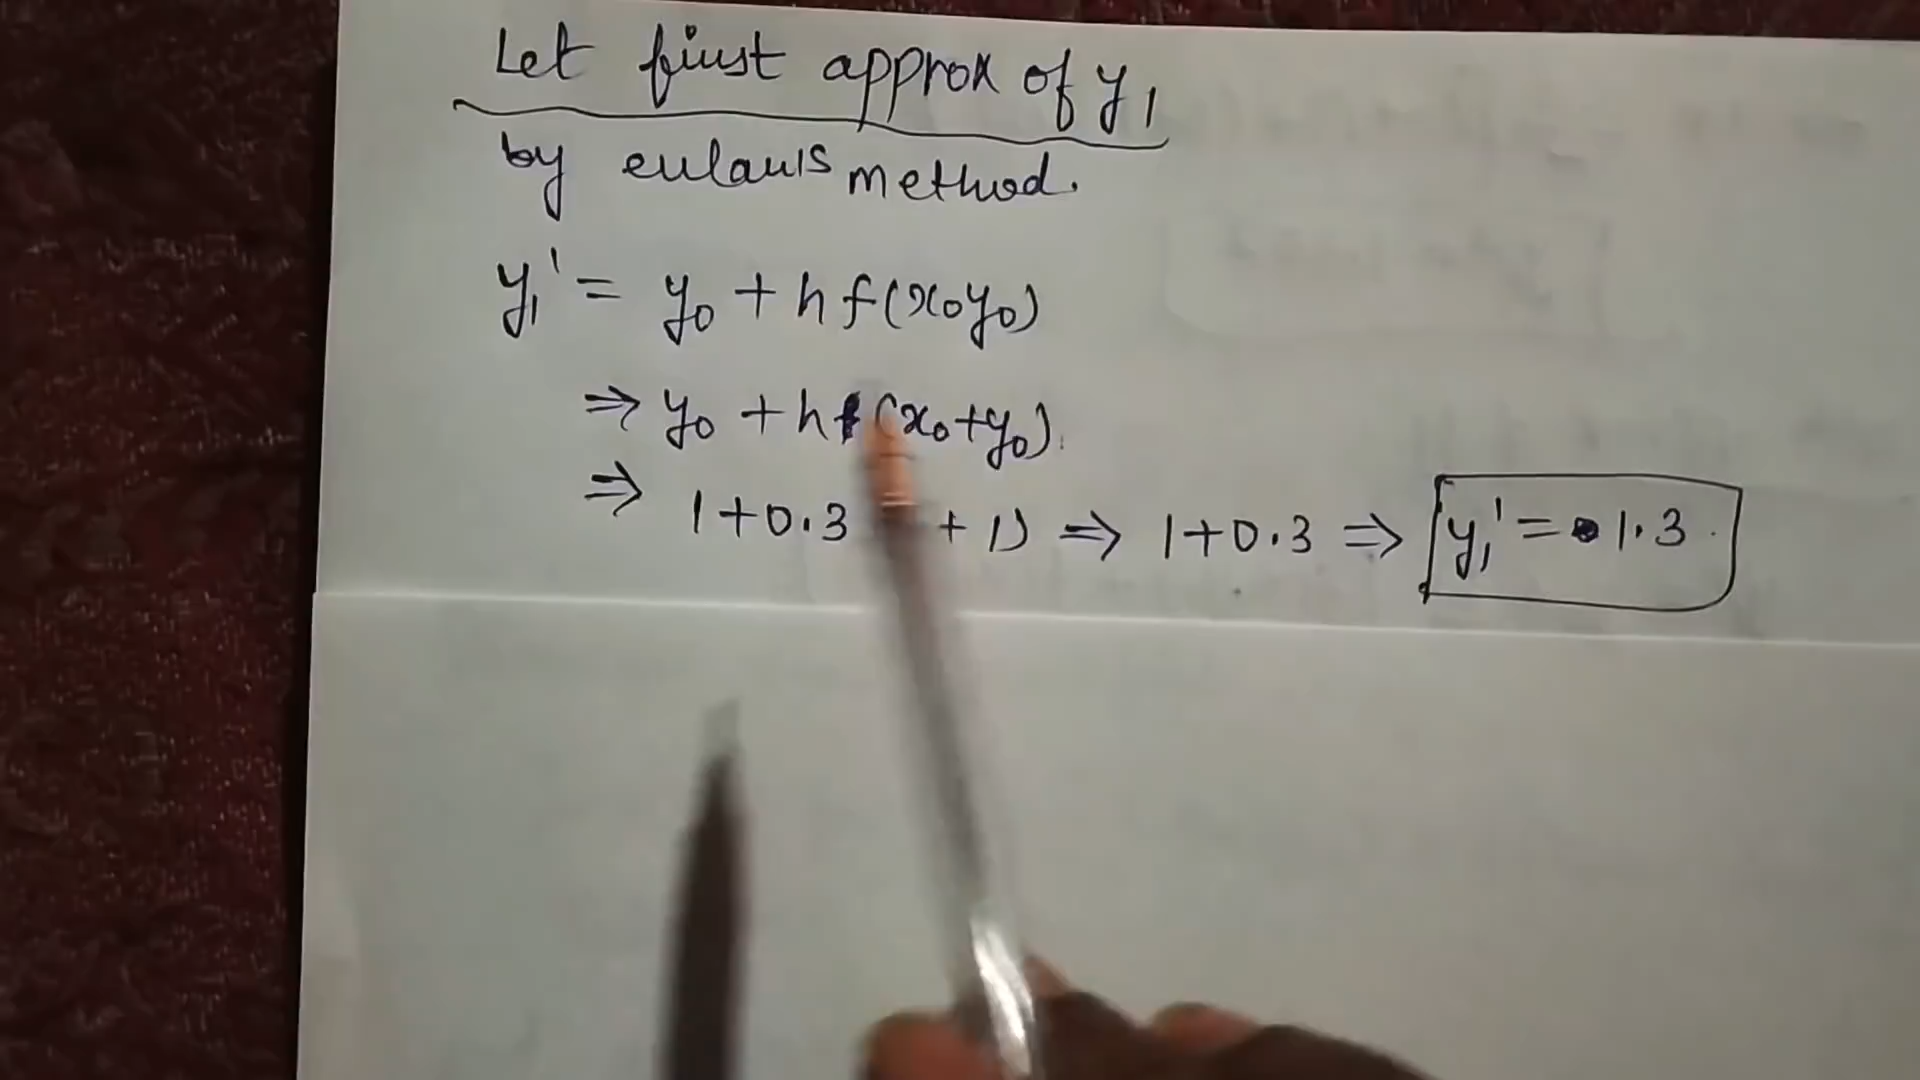 Let first approx of y1
by eulauis method.
y1' = y0 + h f(x0y0)
⇒ y0 + h (x0+y0).
⇒ 1+0.3 + 1) ⇒ 1+0.3 ⇒ y1' = 1.3